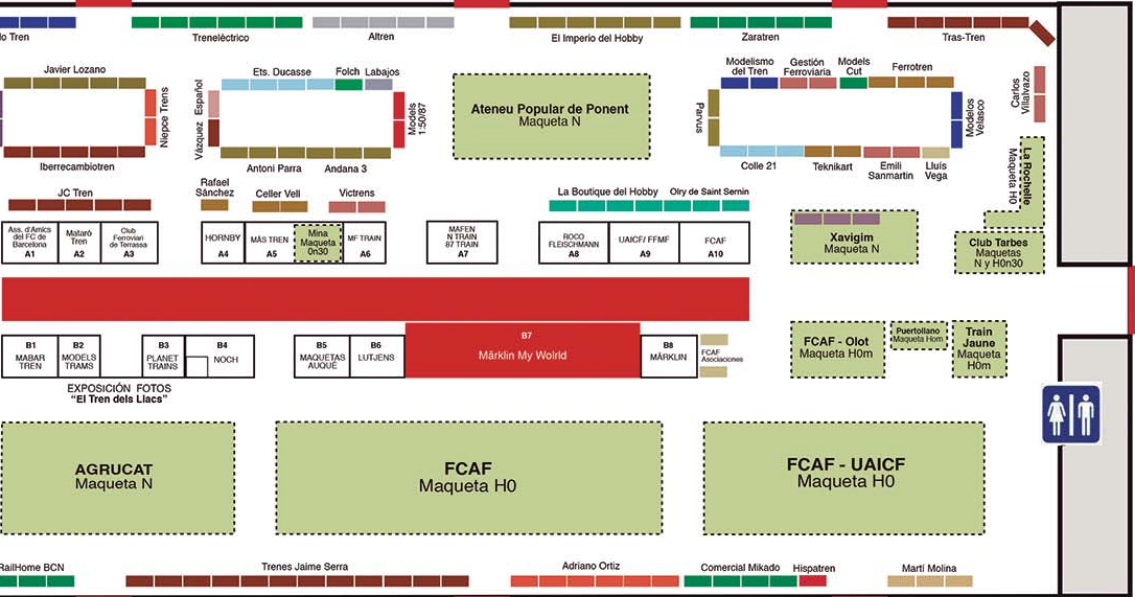 lo Tren
Treneléctrico
Altren
El Imperio del Hobby
Zaratren
Tras-Tren
Javier Lozano
Niepce Trens
Iberrecambiotren
Vázquez Español
Ets. Ducasse
Folch
Labajos
Models
1:50/87
Antoni Parra
Andana 3
Ateneu Popular de Ponent
Maqueta N
Parvus
Modelismo
del Tren
Gestión
Ferroviaria
Models
Cut
Ferrotren
Modelos
Velasco
Colle 21
Teknikart
Emili
Sanmartin
Lluís
Vega
Carlos
Villalvazo
La Rochelle
Maqueta H0
JC Tren
Rafael
Sánchez
Celler Vell
Victrens
La Boutique del Hobby
Olry de Saint Sernin
Ass. d'Amics
del FC de
Barcelona
A1
Mataró
Tren
A2
Club
Ferroviari
de Terrassa
A3
HORNBY
A4
MÁS TREN
A5
Mina
Maqueta
0n30
MF TRAIN
A6
MAFEN
N TRAIN
87 TRAIN
A7
ROCO
FLEISCHMANN
A8
UAICF/ FFMF
A9
FCAF
A10
Xavigim
Maqueta N
Club Tarbes
Maquetas
N y H0n30
B1
MABAR
TREN
B2
MODELS
TRAMS
B3
PLANET
TRAINS
B4
NOCH
B5
MAQUETAS
AUQUÉ
B6
LUTJENS
B7
Märklin My Wolrld
B8
MÄRKLIN
FCAF
Asociaciones
FCAF - Olot
Maqueta H0m
Puertollano
Maqueta Hom
Train
Jaune
Maqueta
H0m
EXPOSICIÓN FOTOS
"El Tren dels Llacs"
AGRUCAT
Maqueta N
FCAF
Maqueta H0
FCAF - UAICF
Maqueta H0
RailHome BCN
Trenes Jaime Serra
Adriano Ortiz
Comercial Mikado
Hispatren
Martí Molina